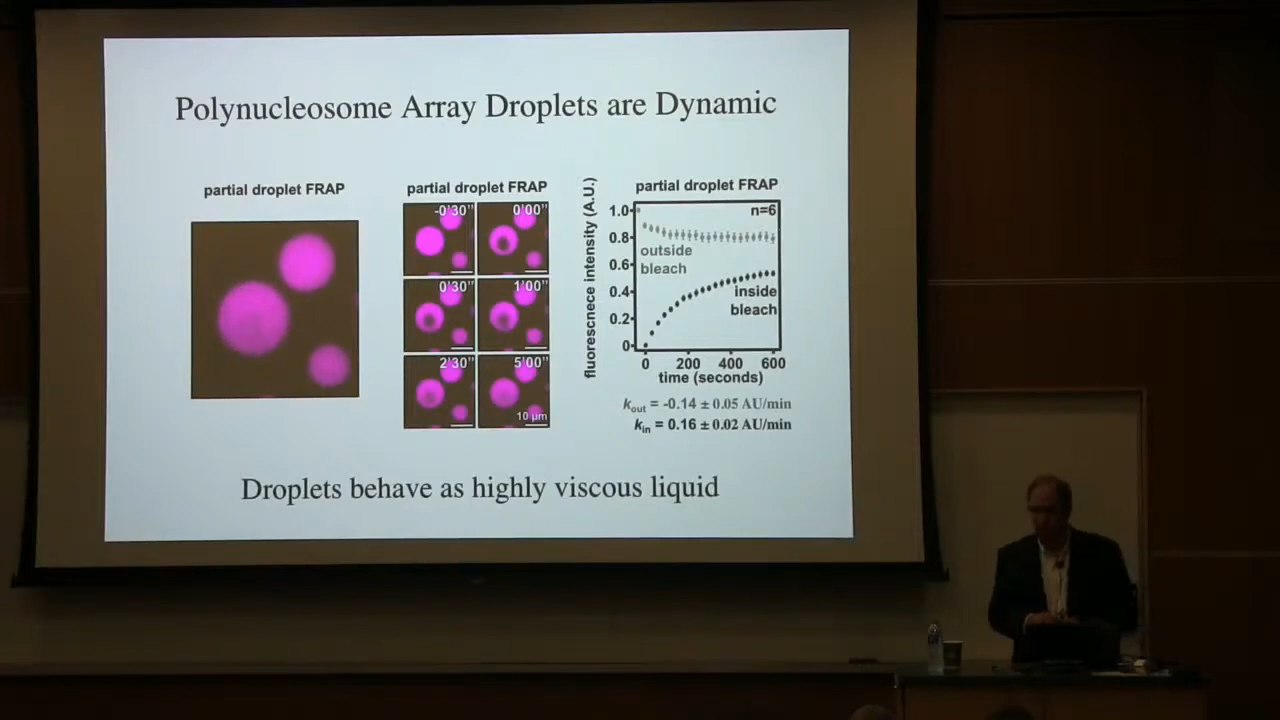 Polynucleosome Array Droplets are Dynamic
partial droplet FRAP
partial droplet FRAP
-0'30"
0'00"
0'30"
1'00"
2'30"
5'00"
10 µm
partial droplet FRAP
fluorescnece intensity (A.U.)
1.0
0.8
0.6
0.4
0.2
0
n=6
outside
bleach
inside
bleach
0 200 400 600
time (seconds)
kout = -0.14 ± 0.05 AU/min
kin = 0.16 ± 0.02 AU/min
Droplets behave as highly viscous liquid